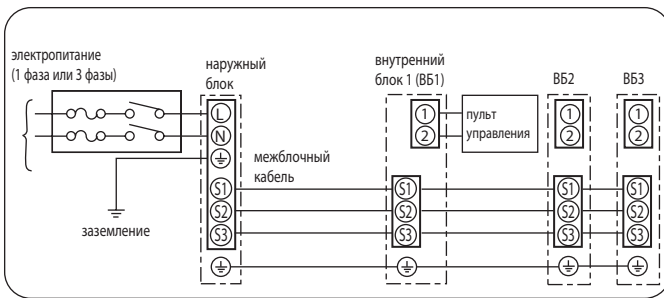 электропитание
(1 фаза или 3 фазы)
наружный
блок
внутренний
блок 1 (ВБ1)
ВБ2
ВБ3
L
N
1
2
пульт
управления
1
2
1
2
межблочный
кабель
заземление
S1
S2
S3
S1
S2
S3
S1
S2
S3
S1
S2
S3